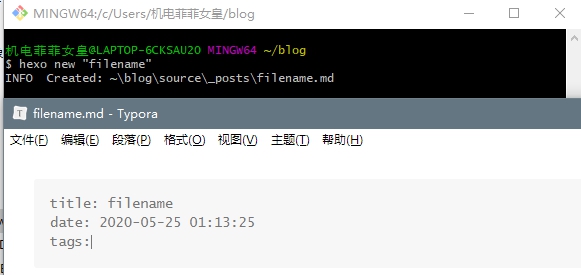 MINGW64:/c/Users/机电菲菲女皇/blog
机电菲菲女皇@LAPTOP-6CKSAU2O MINGW64 ~/blog
$ hexo new "filename"
INFO  Created: ~\blog\source\_posts\filename.md
filename.md - Typora
文件(F) 编辑(E) 段落(P) 格式(O) 视图(V) 主题(T) 帮助(H)
title: filename
date: 2020-05-25 01:13:25
tags: